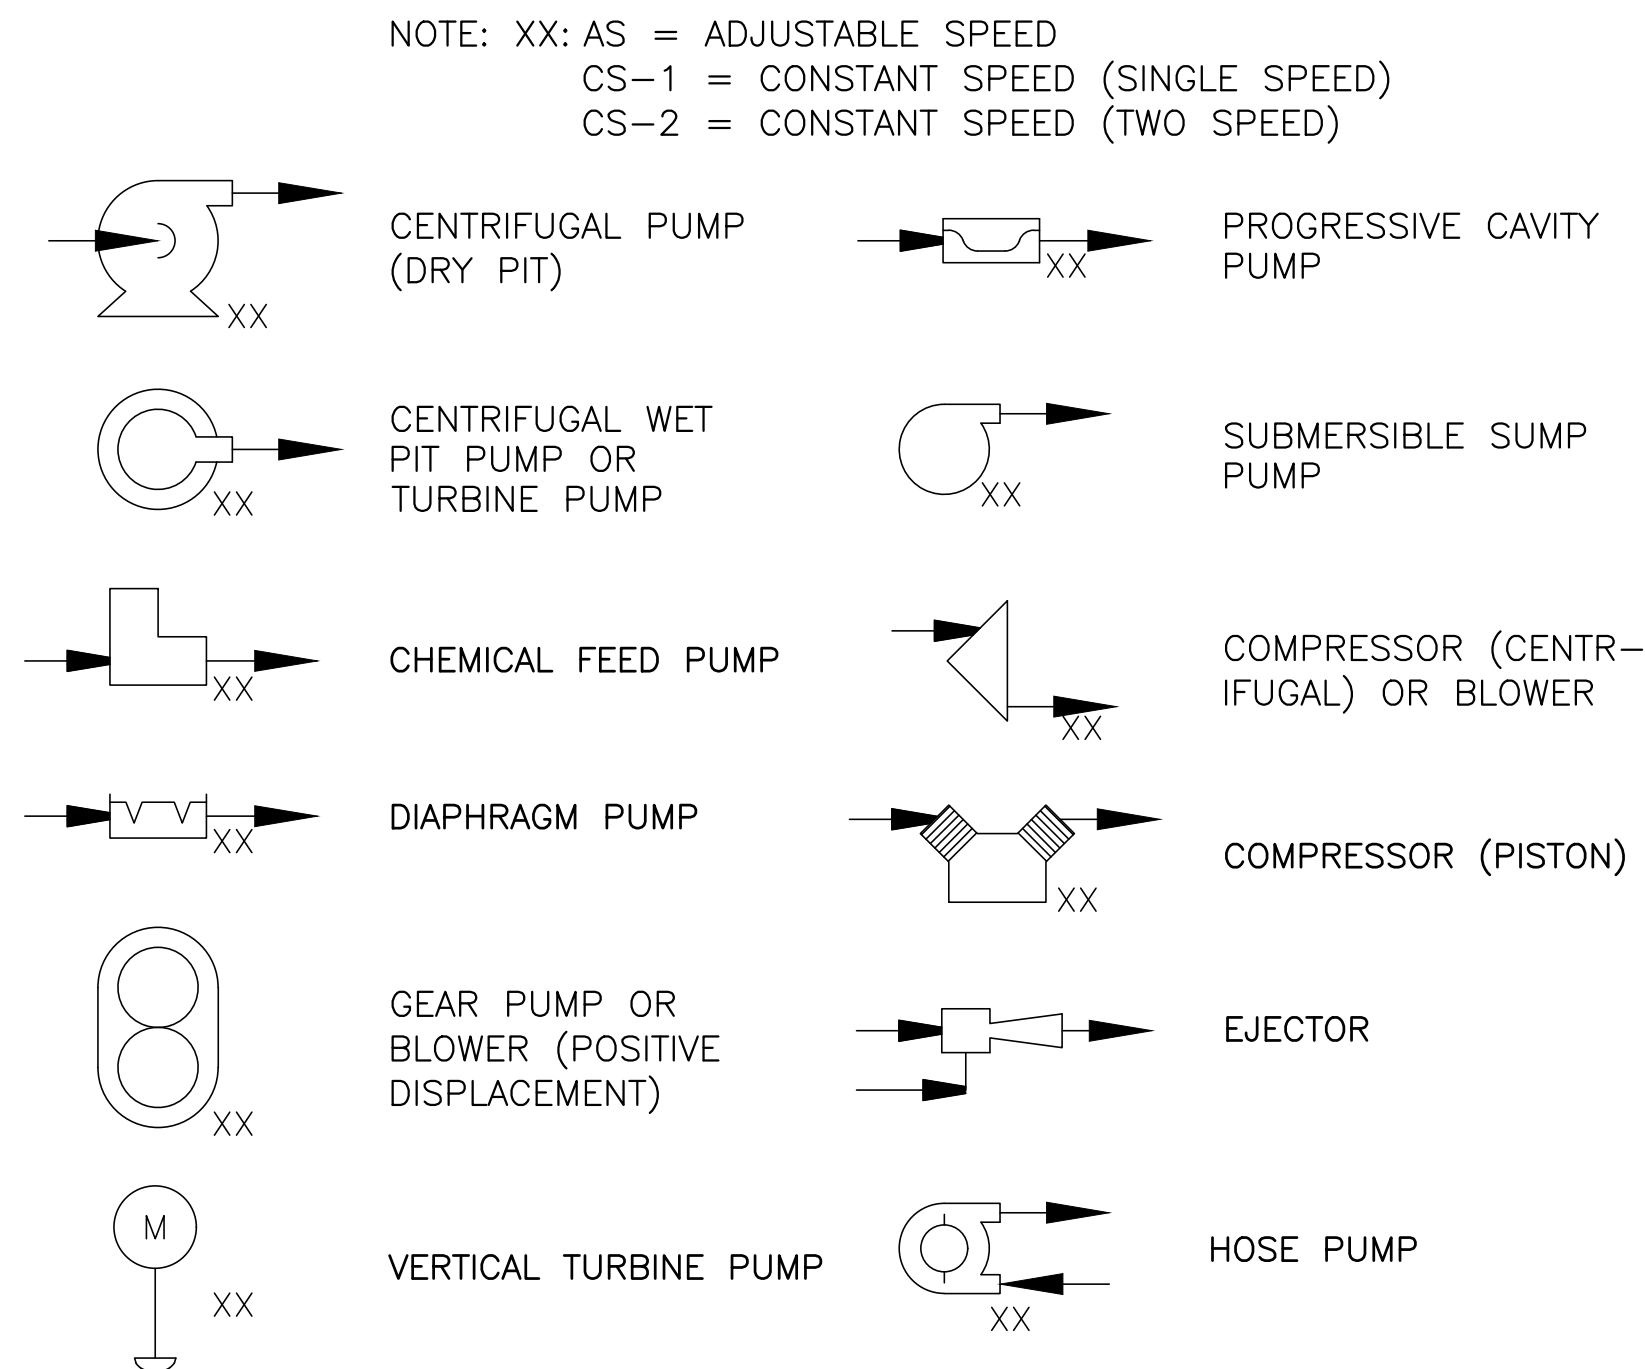 NOTE: XX: AS = ADJUSTABLE SPEED
CS-1 = CONSTANT SPEED (SINGLE SPEED)
CS-2 = CONSTANT SPEED (TWO SPEED)
XX
CENTRIFUGAL PUMP
(DRY PIT)
XX
PROGRESSIVE CAVITY
PUMP
XX
CENTRIFUGAL WET
PIT PUMP OR
TURBINE PUMP
XX
SUBMERSIBLE SUMP
PUMP
XX
CHEMICAL FEED PUMP
XX
COMPRESSOR (CENTR-
IFUGAL) OR BLOWER
XX
DIAPHRAGM PUMP
XX
COMPRESSOR (PISTON)
XX
GEAR PUMP OR
BLOWER (POSITIVE
DISPLACEMENT)
EJECTOR
M
XX
VERTICAL TURBINE PUMP
XX
HOSE PUMP